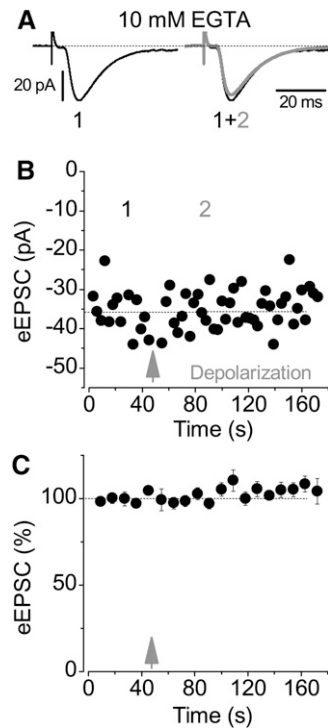 A
10 mM EGTA
20 pA
20 ms
1
1+2
B
0
-10
-20
-30
-40
-50
eEPSC (pA)
1
2
Depolarization
0
40
80
120
160
Time (s)
C
100
50
0
eEPSC (%)
0
40
80
120
160
Time (s)